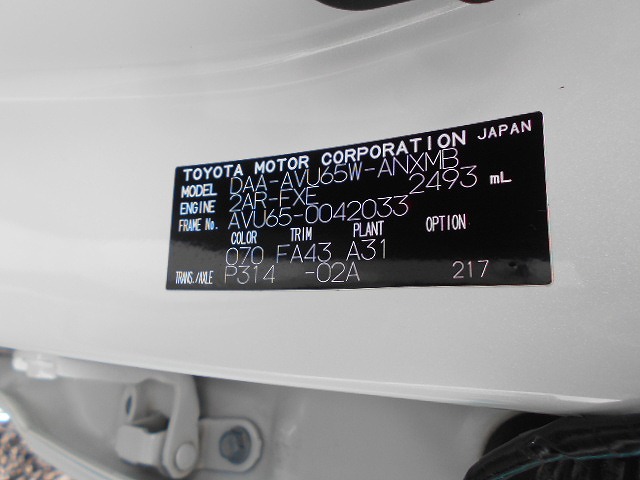 TOYOTA MOTOR CORPORATION JAPAN
MODEL DAA-AVU65W-ANXMB
ENGINE 2AR-FXE 2493 mL
FRAME No. AVU65-0042033
COLOR TRIM PLANT OPTION
070 FA43 A31
TRANS./AXLE P314 -02A 217